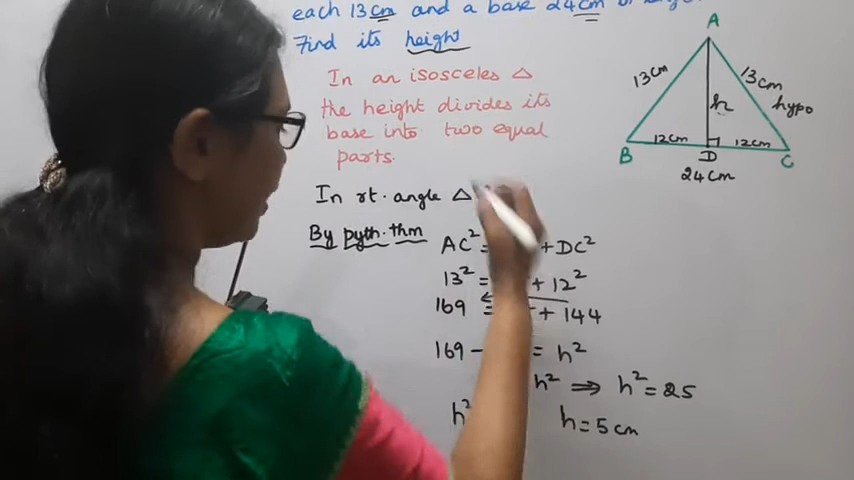 each 13cm and a base 24cm
Find its height
In an isosceles △
the height divides its
base into two equal
parts.
In rt. angle △
By pyth. thm AC² = + DC²
13² = + 12²
169 = + 144
169 - = h²
h² ⇒ h² = 25
h² h = 5 cm
A
13cm
13cm
h
hypo
12cm
12cm
B
D
C
24cm